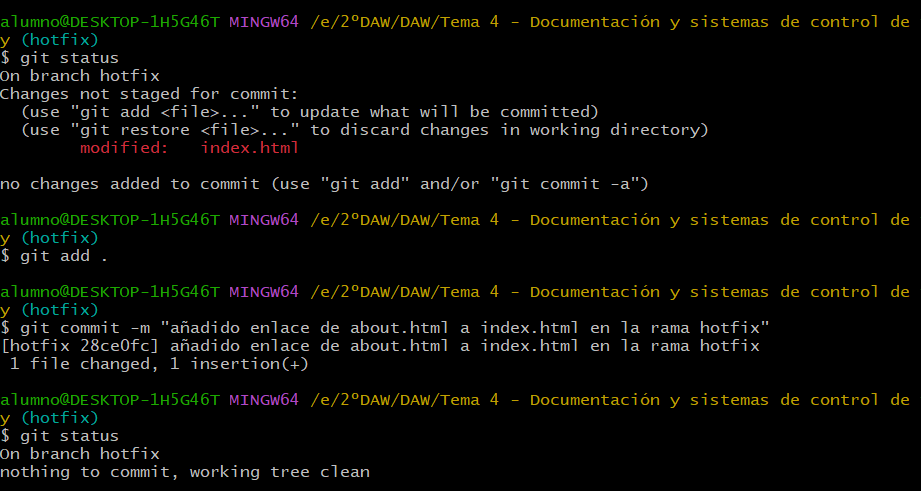 alumno@DESKTOP-1H5G46T MINGW64 /e/2ºDAW/DAW/Tema 4 - Documentación y sistemas de control de
y (hotfix)
$ git status
On branch hotfix
Changes not staged for commit:
  (use "git add <file>..." to update what will be committed)
  (use "git restore <file>..." to discard changes in working directory)
        modified:   index.html

no changes added to commit (use "git add" and/or "git commit -a")

alumno@DESKTOP-1H5G46T MINGW64 /e/2ºDAW/DAW/Tema 4 - Documentación y sistemas de control de
y (hotfix)
$ git add .

alumno@DESKTOP-1H5G46T MINGW64 /e/2ºDAW/DAW/Tema 4 - Documentación y sistemas de control de
y (hotfix)
$ git commit -m "añadido enlace de about.html a index.html en la rama hotfix"
[hotfix 28ce0fc] añadido enlace de about.html a index.html en la rama hotfix
 1 file changed, 1 insertion(+)

alumno@DESKTOP-1H5G46T MINGW64 /e/2ºDAW/DAW/Tema 4 - Documentación y sistemas de control de
y (hotfix)
$ git status
On branch hotfix
nothing to commit, working tree clean